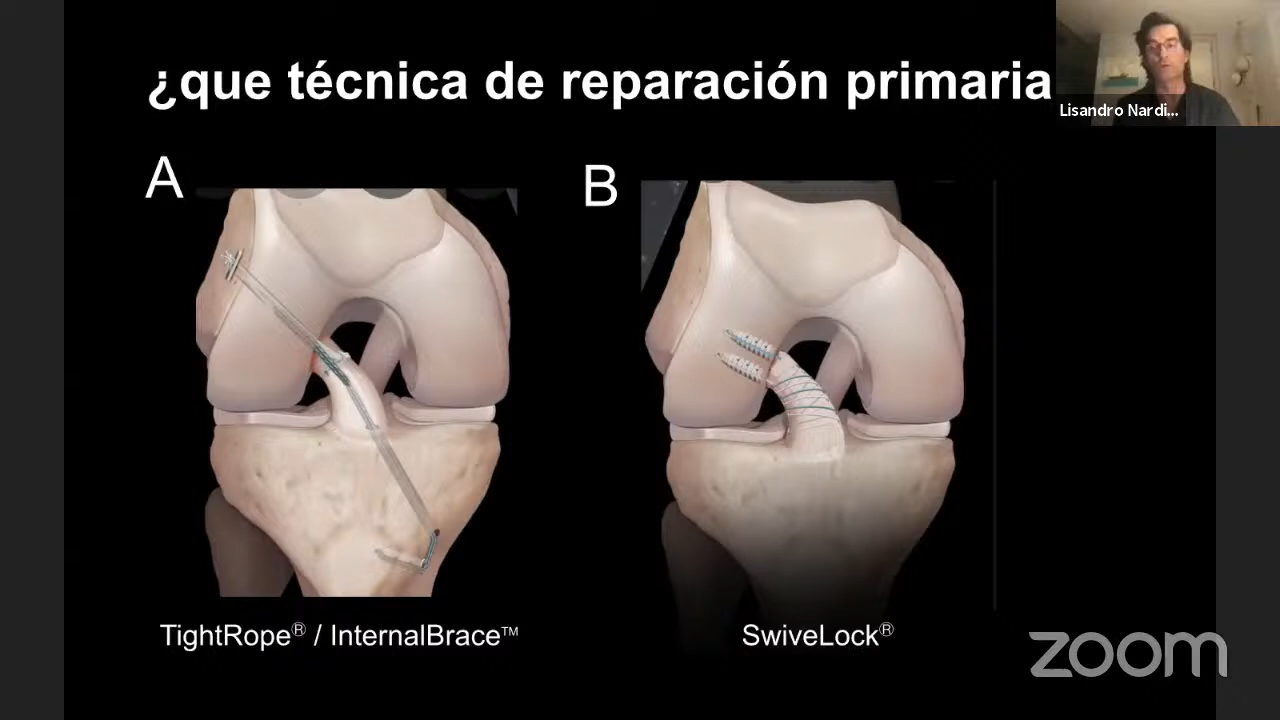 ¿que técnica de reparación primaria
Lisandro Nardi...
A
B
TightRope® / InternalBrace™
SwiveLock®
zoom